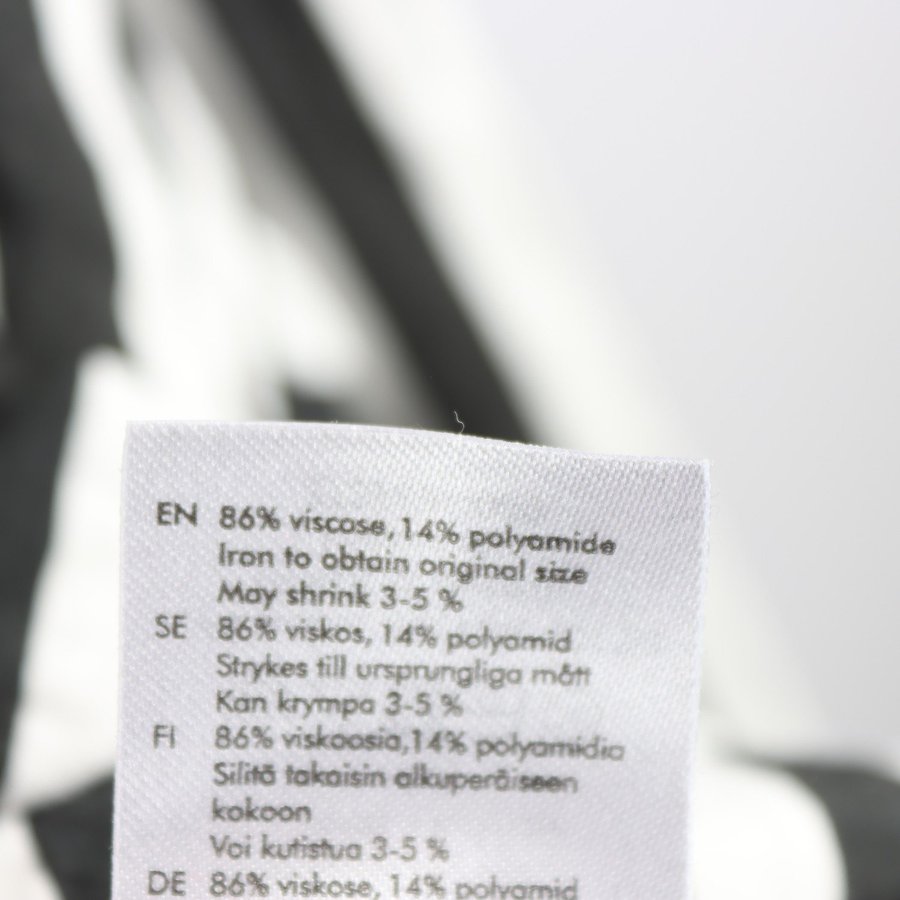 EN 86% viscose, 14% polyamide
Iron to obtain original size
May shrink 3-5 %
SE 86% viskos, 14% polyamid
Strykes till ursprungliga mått
Kan krympa 3-5 %
FI 86% viskoosia,14% polyamidia
Silitä takaisin alkuperäiseen
kokoon
Voi kutistua 3-5 %
DE 86% viskose, 14% polyamid